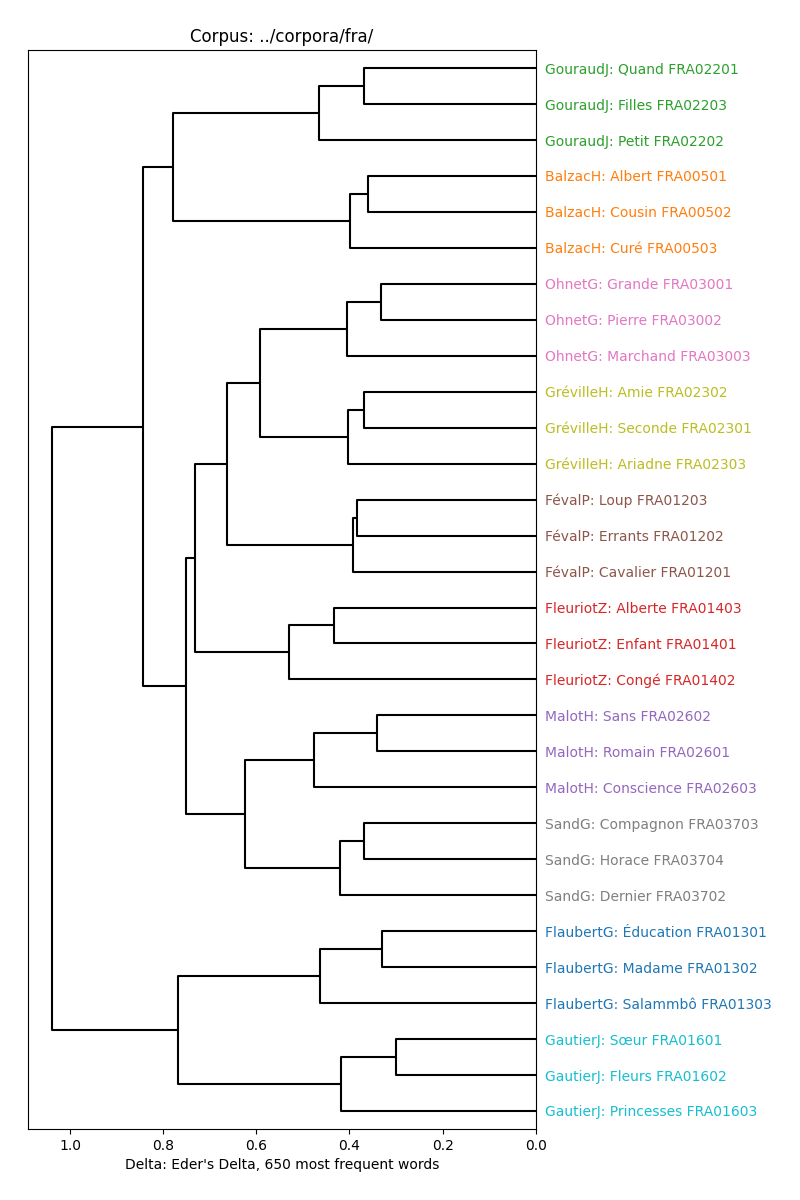 Corpus: ../corpora/fra/
GouraudJ: Quand FRA02201
GouraudJ: Filles FRA02203
GouraudJ: Petit FRA02202
BalzacH: Albert FRA00501
BalzacH: Cousin FRA00502
BalzacH: Curé FRA00503
OhnetG: Grande FRA03001
OhnetG: Pierre FRA03002
OhnetG: Marchand FRA03003
GrévilleH: Amie FRA02302
GrévilleH: Seconde FRA02301
GrévilleH: Ariadne FRA02303
FévalP: Loup FRA01203
FévalP: Errants FRA01202
FévalP: Cavalier FRA01201
FleuriotZ: Alberte FRA01403
FleuriotZ: Enfant FRA01401
FleuriotZ: Congé FRA01402
MalotH: Sans FRA02602
MalotH: Romain FRA02601
MalotH: Conscience FRA02603
SandG: Compagnon FRA03703
SandG: Horace FRA03704
SandG: Dernier FRA03702
FlaubertG: Éducation FRA01301
FlaubertG: Madame FRA01302
FlaubertG: Salammbô FRA01303
GautierJ: Sœur FRA01601
GautierJ: Fleurs FRA01602
GautierJ: Princesses FRA01603
1.0 0.8 0.6 0.4 0.2 0.0
Delta: Eder's Delta, 650 most frequent words